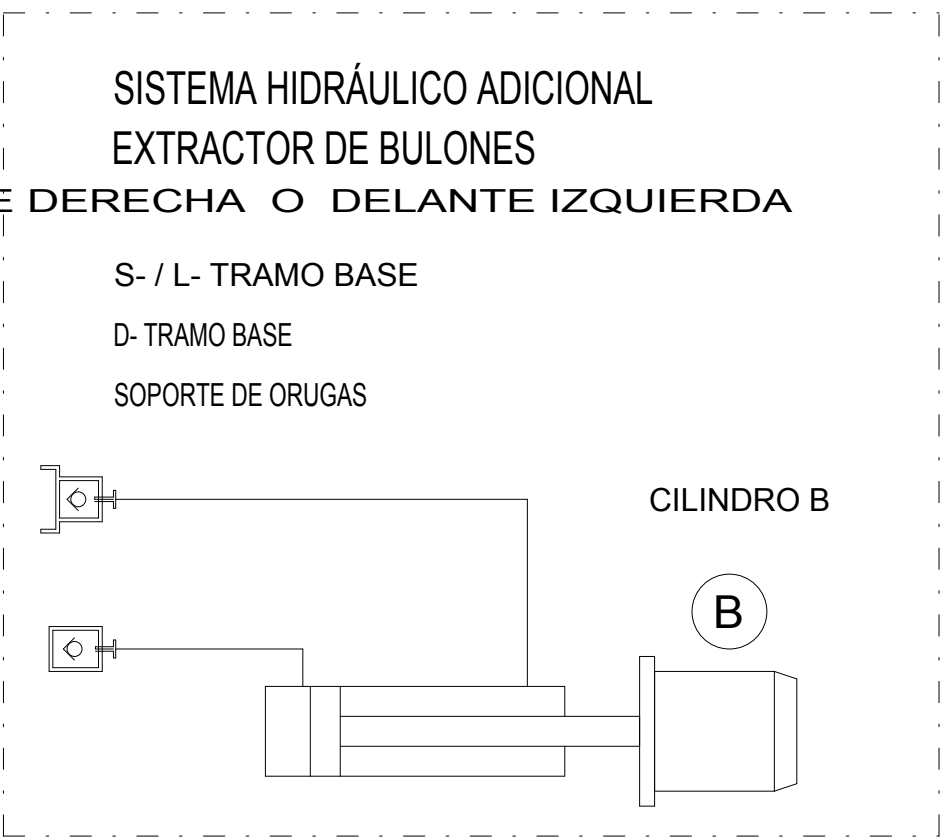 SISTEMA HIDRÁULICO ADICIONAL
EXTRACTOR DE BULONES
E DERECHA O DELANTE IZQUIERDA
S- / L- TRAMO BASE
D- TRAMO BASE
SOPORTE DE ORUGAS
CILINDRO B
B